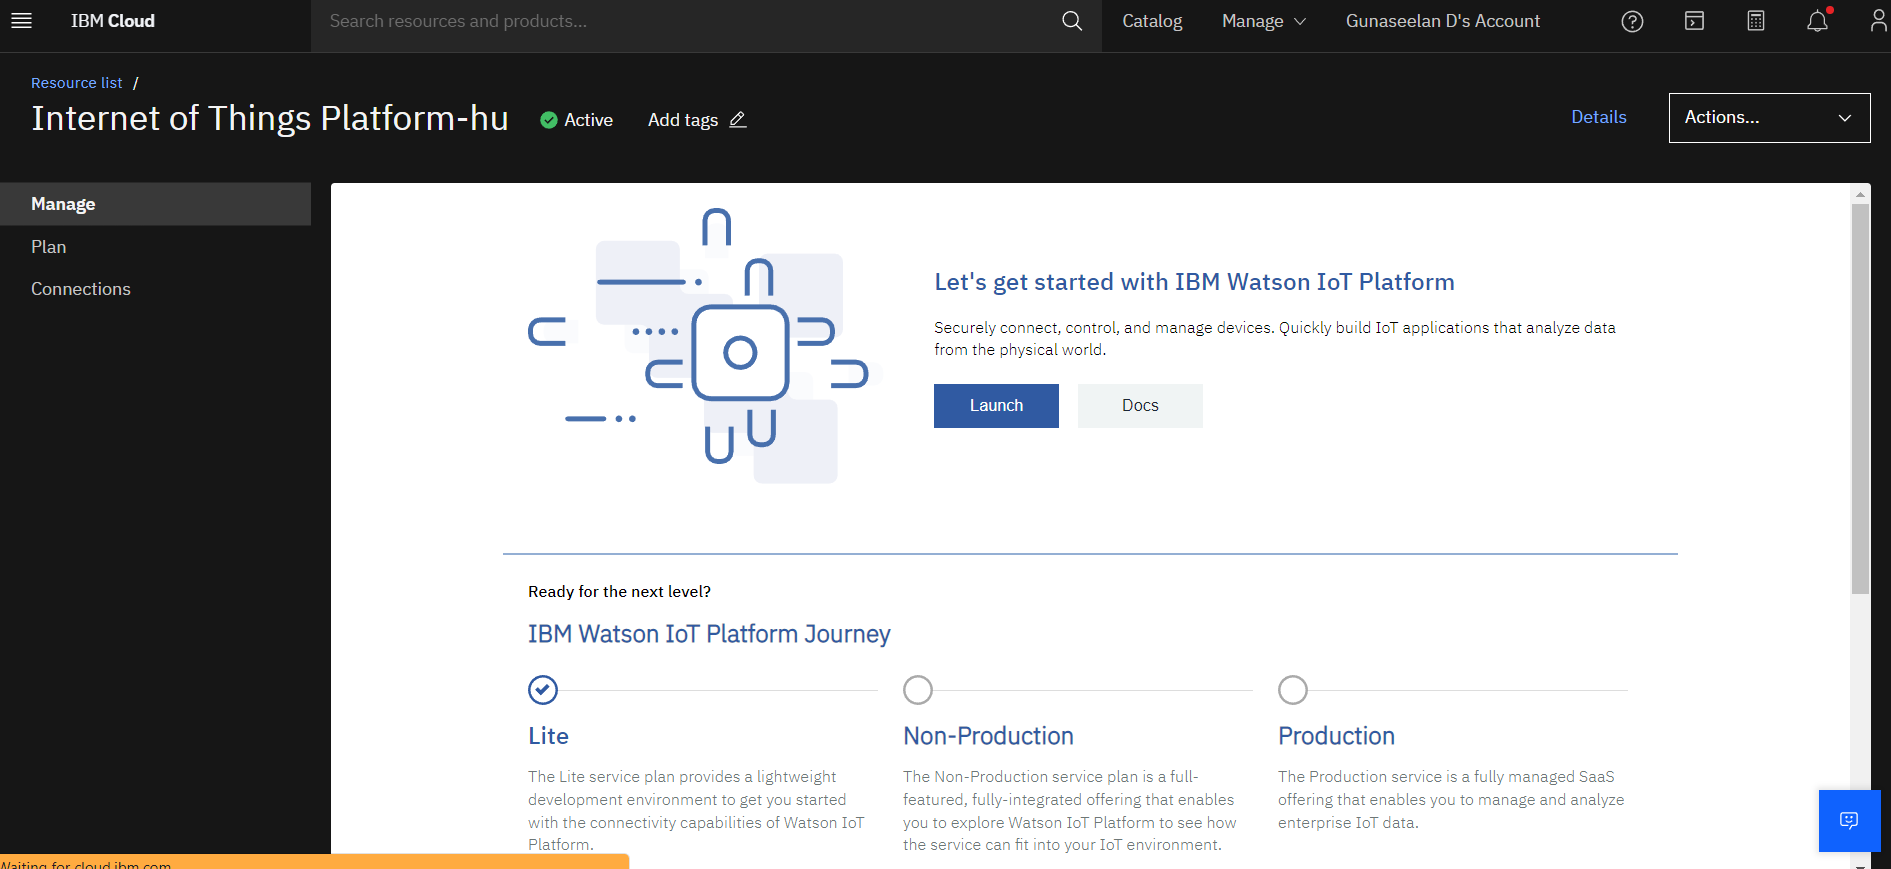 IBM Cloud
Search resources and products...
Catalog
Manage
Gunaseelan D's Account
Resource list /
Internet of Things Platform-hu
Active
Add tags
Details
Actions...
Manage
Plan
Connections
Let's get started with IBM Watson IoT Platform
Securely connect, control, and manage devices. Quickly build IoT applications that analyze data
from the physical world.
Launch
Docs
Ready for the next level?
IBM Watson IoT Platform Journey
Lite
The Lite service plan provides a lightweight
development environment to get you started
with the connectivity capabilities of Watson IoT
Platform.
Non-Production
The Non-Production service plan is a full-
featured, fully-integrated offering that enables
you to explore Watson IoT Platform to see how
the service can fit into your IoT environment.
Production
The Production service is a fully managed SaaS
offering that enables you to manage and analyze
enterprise IoT data.
Waiting for cloud.ibm.com